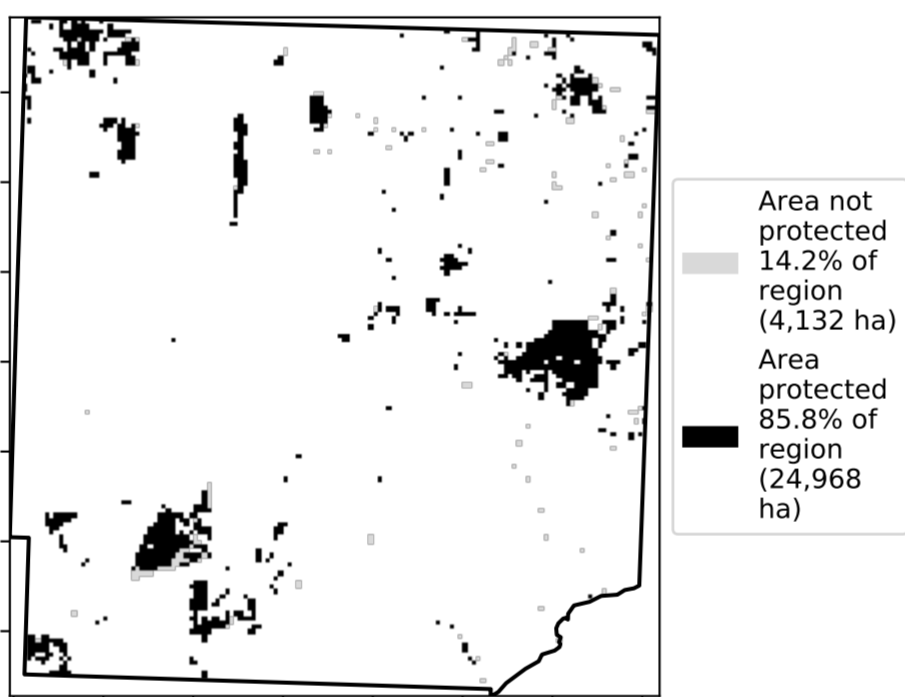 Area not
protected
14.2% of
region
(4,132 ha)
Area
protected
85.8% of
region
(24,968
ha)